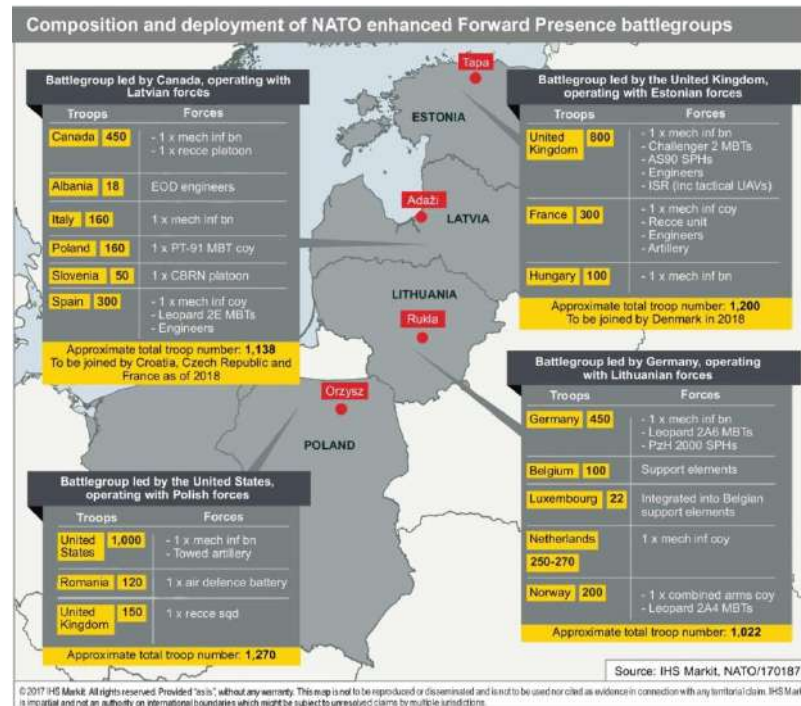 Composition and deployment of NATO enhanced Forward Presence battlegroups
Battlegroup led by Canada, operating with
Latvian forces
Troops Forces
Canada 450 - 1 x mech inf bn
- 1 x recce platoon
Albania 18 EOD engineers
Italy 160 1 x mech inf bn
Poland 160 1 x PT-91 MBT coy
Slovenia 50 1 x CBRN platoon
Spain 300 - 1 x mech inf coy
- Leopard 2E MBTs
- Engineers
Approximate total troop number: 1,138
To be joined by Croatia, Czech Republic and
France as of 2018
Tapa
ESTONIA
Adaži
LATVIA
LITHUANIA
Rukla
Orzysz
POLAND
Battlegroup led by the United Kingdom,
operating with Estonian forces
Troops Forces
United
Kingdom 800 - 1 x mech inf bn
- Challenger 2 MBTs
- AS90 SPHs
- Engineers
- ISR (inc tactical UAVs)
France 300 - 1 x mech inf coy
- Recce unit
- Engineers
- Artillery
Hungary 100 - 1 x mech inf bn
Approximate total troop number: 1,200
To be joined by Denmark in 2018
Battlegroup led by Germany, operating
with Lithuanian forces
Troops Forces
Germany 450 - 1 x mech inf bn
- Leopard 2A6 MBTs
- PzH 2000 SPHs
Belgium 100 Support elements
Luxembourg 22 Integrated into Belgian
support elements
Netherlands 1 x mech inf coy
250-270
Norway 200 - 1 x combined arms coy
- Leopard 2A4 MBTs
Approximate total troop number: 1,022
Battlegroup led by the United States,
operating with Polish forces
Troops Forces
United
States 1,000 - 1 x mech inf bn
- Towed artillery
Romania 120 1 x air defence battery
United
Kingdom 150 1 x recce sqd
Approximate total troop number: 1,270
Source: IHS Markit, NATO/170187
© 2017 IHS Markit. All rights reserved. Provided "as is", without any warranty. This map is not to be reproduced or disseminated and is not to be used nor cited as evidence in connection with any territorial claim. IHS Mark
is impartial and not an authority on international boundaries which might be subject to unresolved claims by multiple jurisdictions.